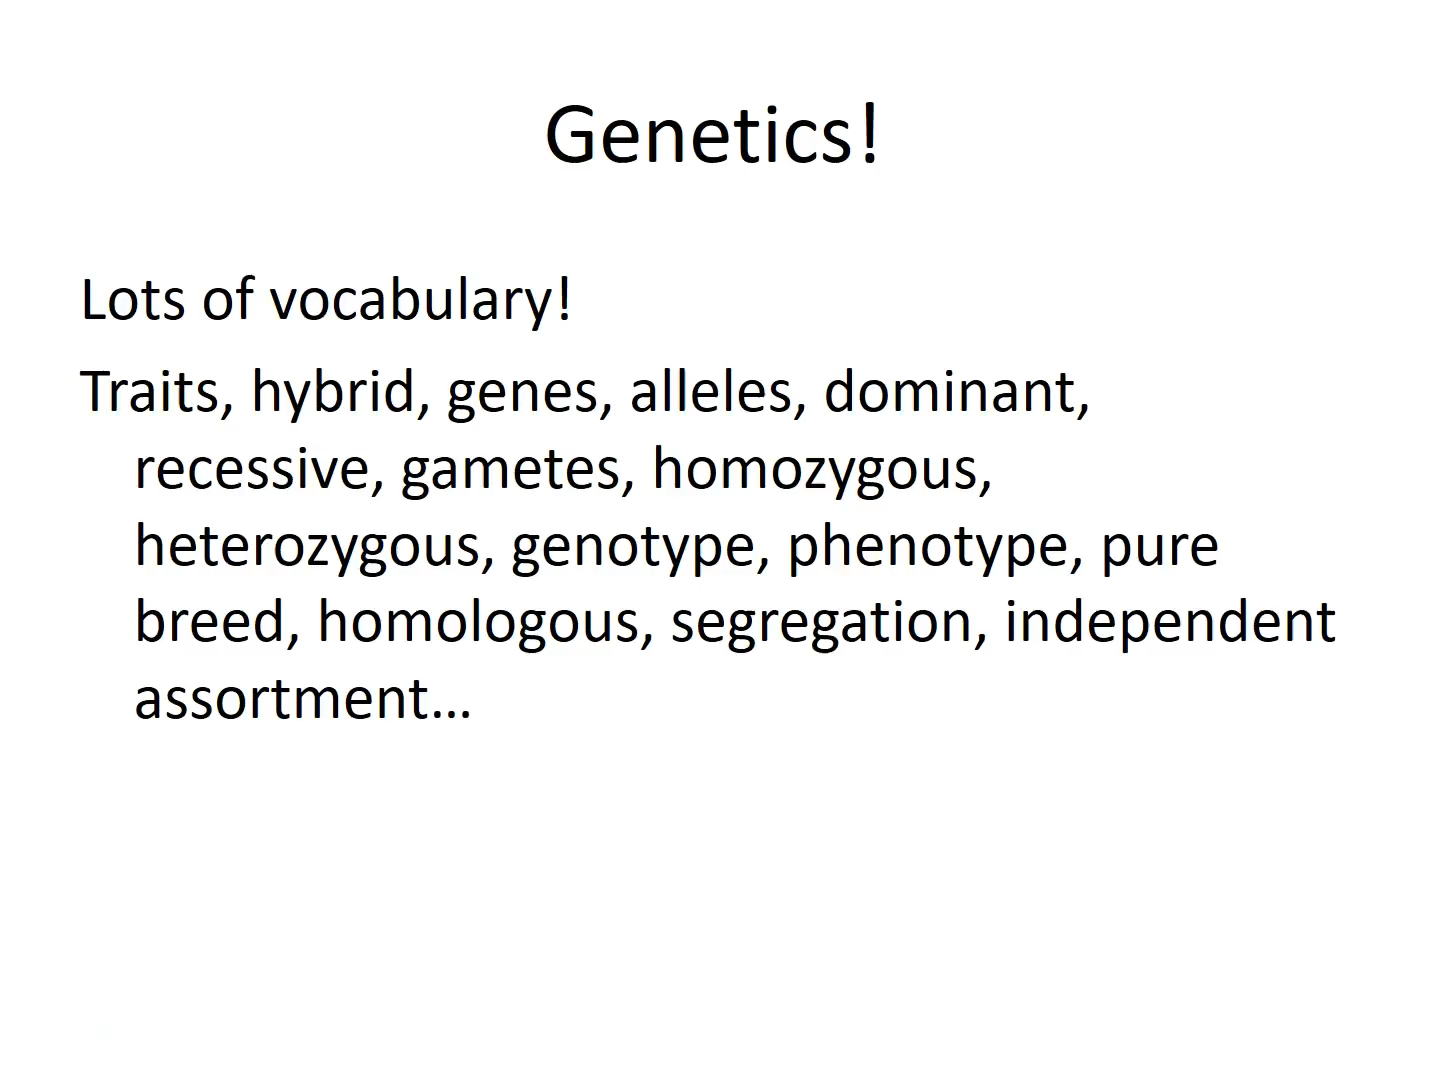 Genetics!
Lots of vocabulary!
Traits, hybrid, genes, alleles, dominant,
recessive, gametes, homozygous,
heterozygous, genotype, phenotype, pure
breed, homologous, segregation, independent
assortment…